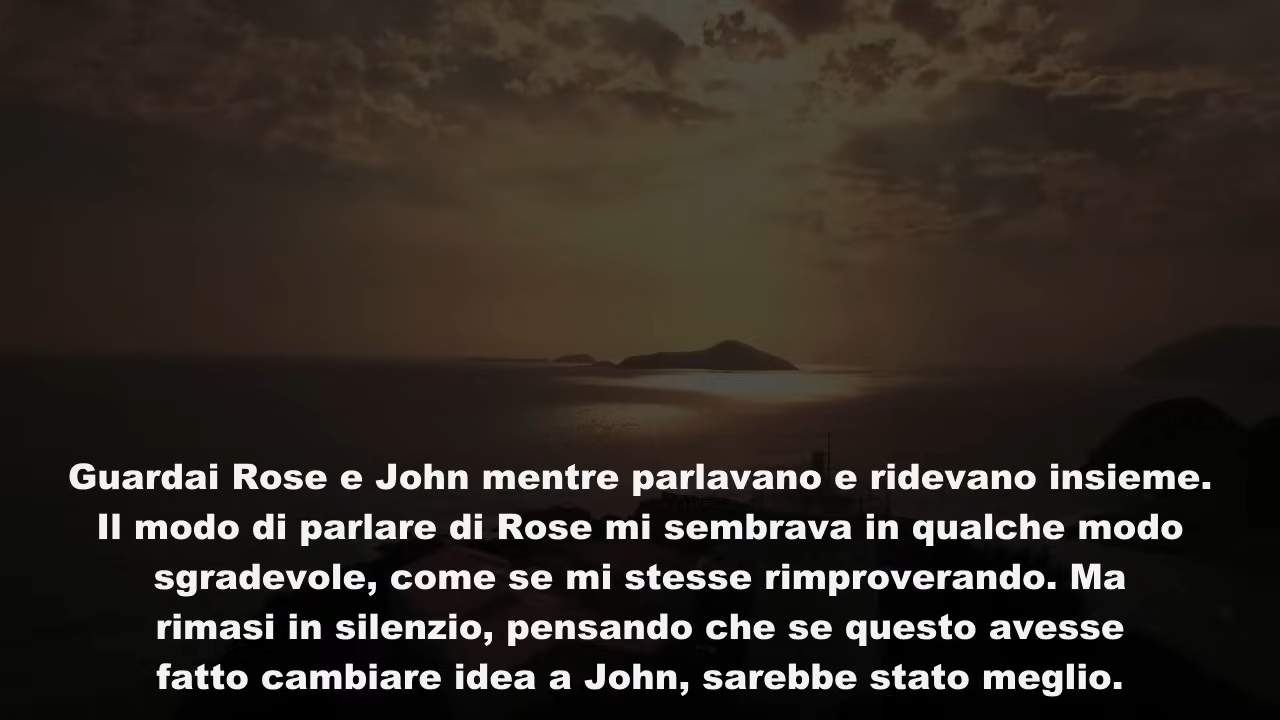 Guardai Rose e John mentre parlavano e ridevano insieme.
Il modo di parlare di Rose mi sembrava in qualche modo
sgradevole, come se mi stesse rimproverando. Ma
rimasi in silenzio, pensando che se questo avesse
fatto cambiare idea a John, sarebbe stato meglio.